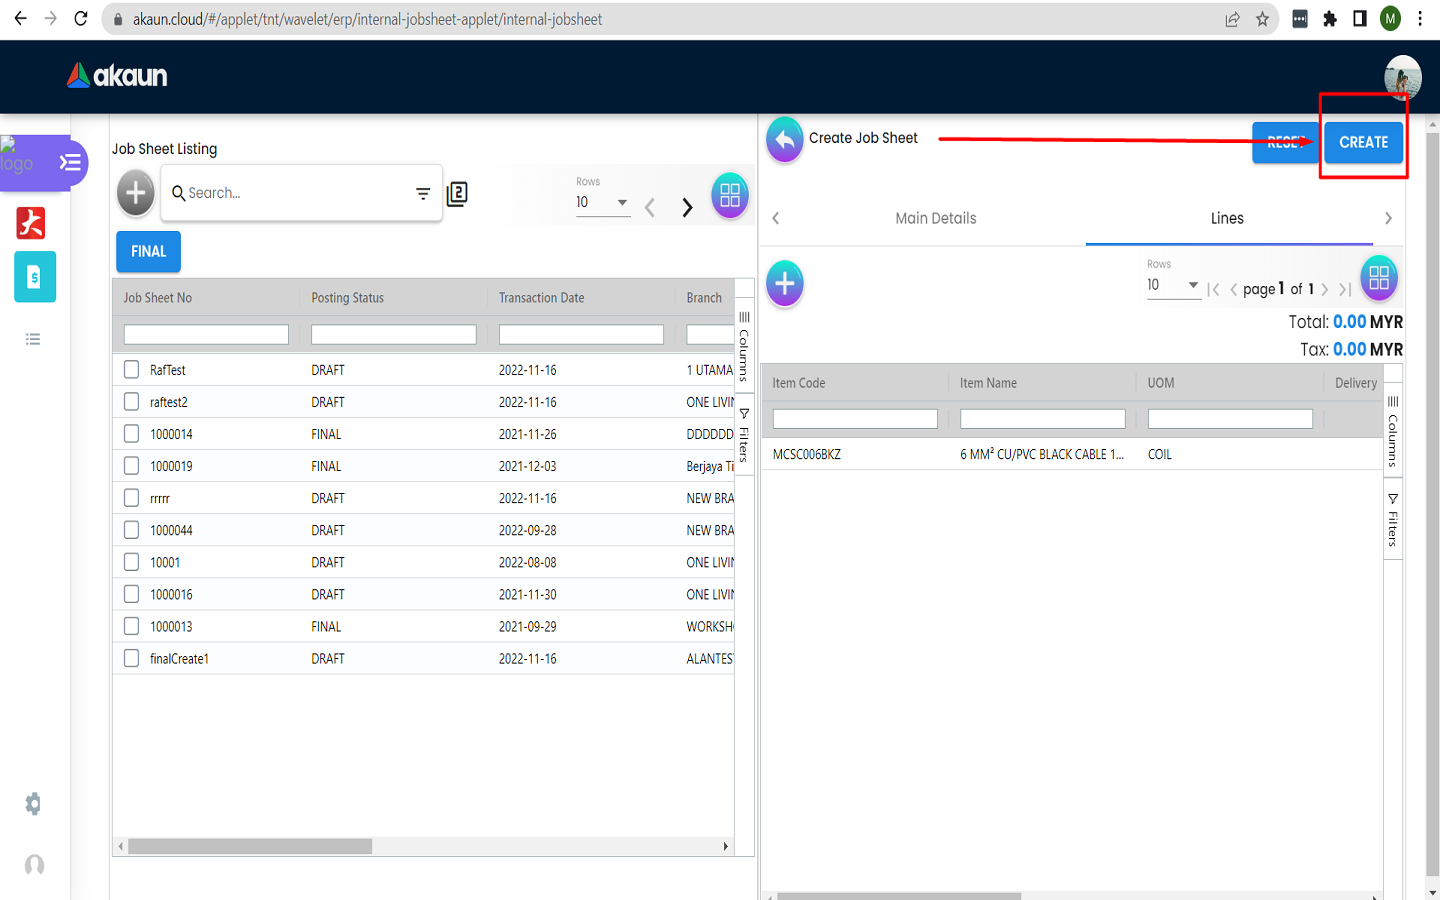 akaun.cloud/#/applet/tnt/wavelet/erp/internal-jobsheet-applet/internal-jobsheet
M
akaun
logo
Job Sheet Listing
Search...
2
Rows
10
FINAL
Job Sheet No Posting Status Transaction Date Branch
RafTest DRAFT 2022-11-16 1 UTAMA
raftest2 DRAFT 2022-11-16 ONE LIVIN
1000014 FINAL 2021-11-26 DDDDDD
1000019 FINAL 2021-12-03 Berjaya Ti
rrrrr DRAFT 2022-11-16 NEW BRA
1000044 DRAFT 2022-09-28 NEW BRA
10001 DRAFT 2022-08-08 ONE LIVIN
1000016 DRAFT 2021-11-30 ONE LIVIN
1000013 FINAL 2021-09-29 WORKSH
finalCreate1 DRAFT 2022-11-16 ALANTES
Columns
Filters
Create Job Sheet
RESET
CREATE
Main Details
Lines
Rows
10
page 1 of 1
Total: 0.00 MYR
Tax: 0.00 MYR
Item Code Item Name UOM Delivery
MCSC006BKZ 6 MM² CU/PVC BLACK CABLE 1... COIL
Columns
Filters